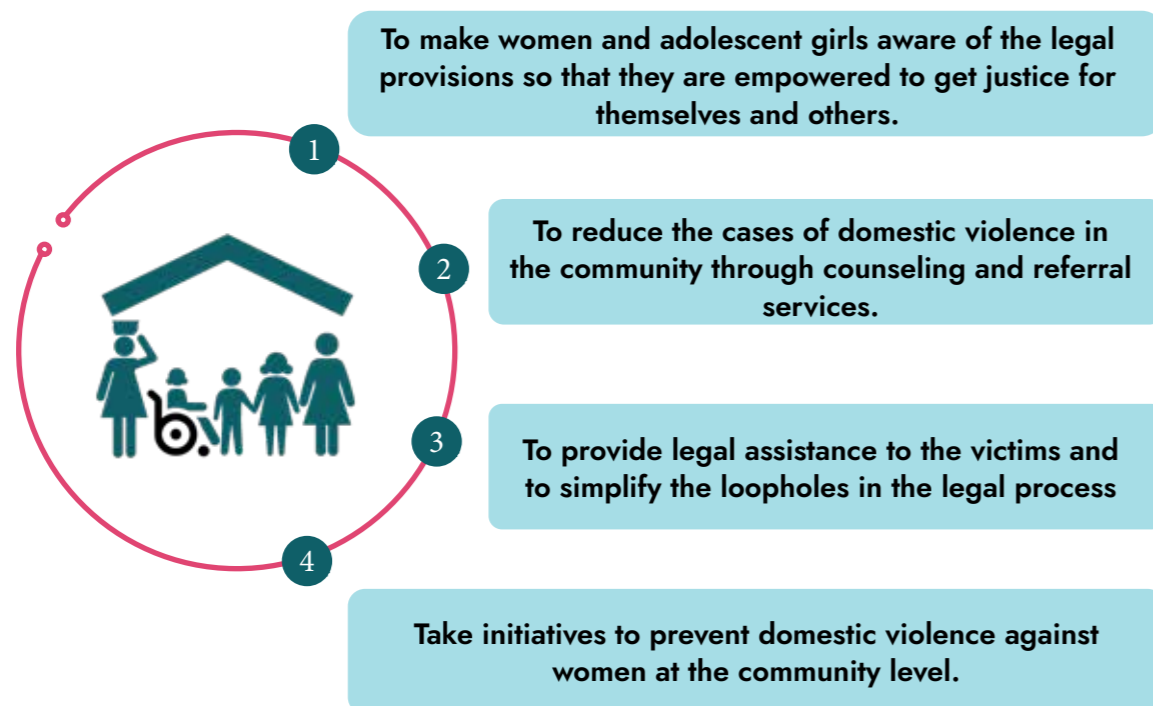 To make women and adolescent girls aware of the legal
provisions so that they are empowered to get justice for
themselves and others.
1
To reduce the cases of domestic violence in
the community through counseling and referral
services.
2
To provide legal assistance to the victims and
to simplify the loopholes in the legal process
3
4
Take initiatives to prevent domestic violence against
women at the community level.